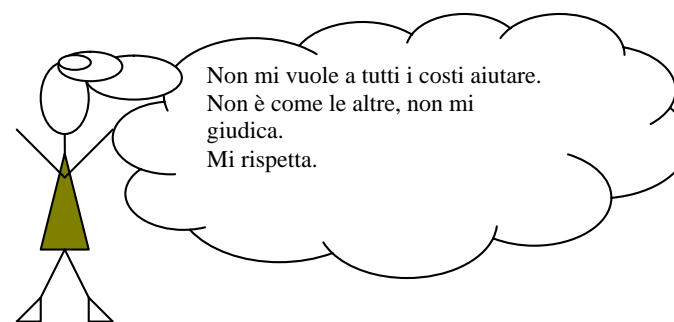 Non mi vuole a tutti i costi aiutare.
Non è come le altre, non mi
giudica.
Mi rispetta.